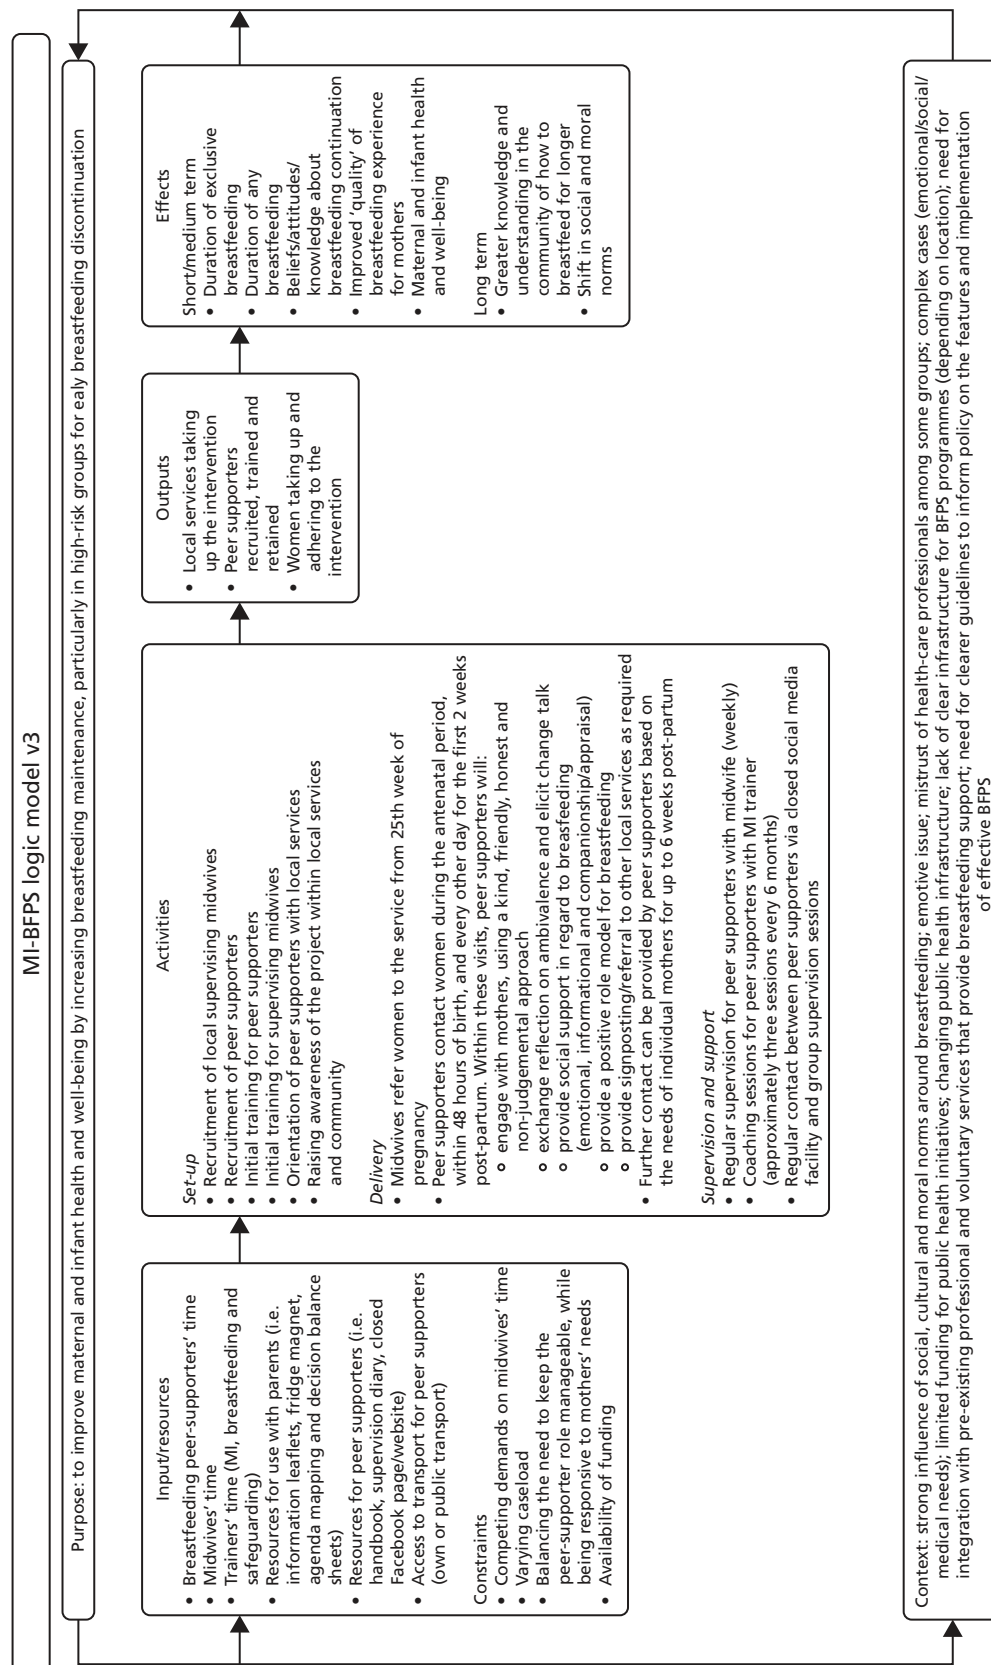 MI-BFPS logic model v3
Purpose: to improve maternal and infant health and well-being by increasing breastfeeding maintenance, particularly in high-risk groups for ealy breastfeeding discontinuation
Input/resources
• Breastfeeding peer-supporters' time
• Midwives' time
• Trainers' time (MI, breastfeeding and
safeguarding)
• Resources for use with parents (i.e.
information leaflets, fridge magnet,
agenda mapping and decision balance
sheets)
• Resources for peer supporters (i.e.
handbook, supervision diary, closed
Facebook page/website)
• Access to transport for peer supporters
(own or public transport)
Constraints
• Competing demands on midwives' time
• Varying caseload
• Balancing the need to keep the
peer-supporter role manageable, while
being responsive to mothers' needs
• Availability of funding
Activities
Set-up
• Recruitment of local supervising midwives
• Recruitment of peer supporters
• Initial training for peer supporters
• Initial training for supervising midwives
• Orientation of peer supporters with local services
• Raising awareness of the project within local services
and community
Delivery
• Midwives refer women to the service from 25th week of
pregnancy
• Peer supporters contact women during the antenatal period,
within 48 hours of birth, and every other day for the first 2 weeks
post-partum. Within these visits, peer supporters will:
o engage with mothers, using a kind, friendly, honest and
non-judgemental approach
o exchange reflection on ambivalence and elicit change talk
o provide social support in regard to breasfeeding
(emotional, informational and companionship/appraisal)
o provide a positive role model for breastfeeding
o provide signposting/referral to other local services as required
• Further contact can be provided by peer supporters based on
the needs of individual mothers for up to 6 weeks post-partum
Supervision and support
• Regular supervision for peer supporters with midwife (weekly)
• Coaching sessions for peer supporters with MI trainer
(approximately three sessions every 6 months)
• Regular contact between peer supporters via closed social media
facility and group supervision sessions
Outputs
• Local services taking
up the intervention
• Peer supporters
recruited, trained and
retained
• Women taking up and
adhering to the
intervention
Effects
Short/medium term
• Duration of exclusive
breastfeeding
• Duration of any
breastfeeding
• Beliefs/attitudes/
knowledge about
breastfeeding continuation
• Improved 'quality' of
breastfeeding experience
for mothers
• Maternal and infant health
and well-being
Long term
• Greater knowledge and
understanding in the
community of how to
breastfeed for longer
• Shift in social and moral
norms
Context: strong influence of social, cultural and moral norms around breastfeeding; emotive issue; mistrust of health-care professionals among some groups; complex cases (emotional/social/
medical needs); limited funding for public health initiatives; changing public health infrastructure; lack of clear infrastructure for BFPS programmes (depending on location); need for
integration with pre-existing professional and voluntary services that provide breastfeeding support; need for clearer guidelines to inform policy on the features and implementation
of effective BFPS